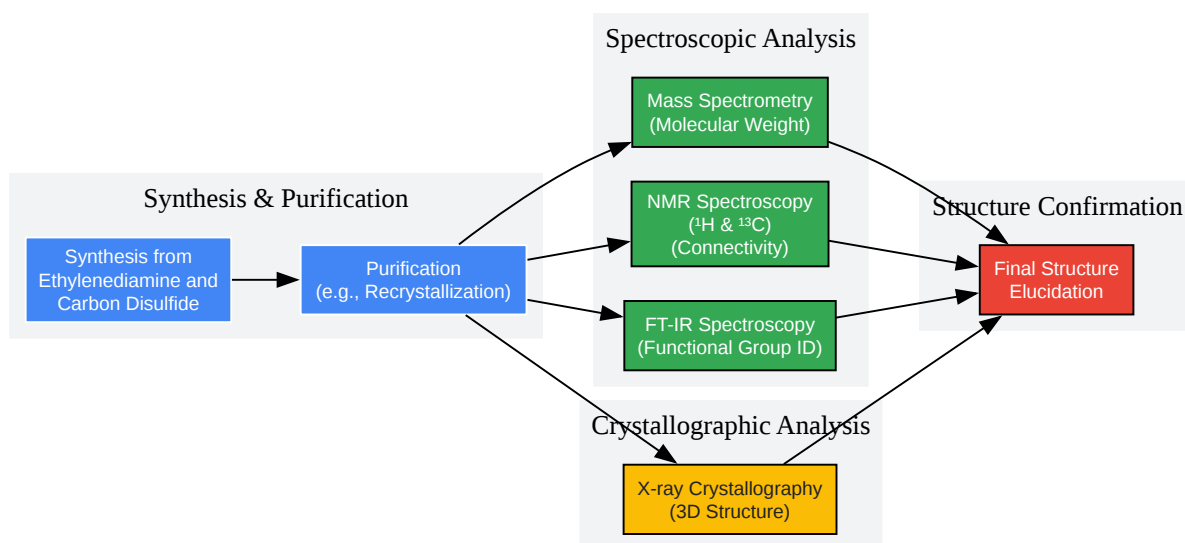 Synthesis & Purification
Synthesis from
Ethylenediamine and
Carbon Disulfide
Purification
(e.g., Recrystallization)
Spectroscopic Analysis
Mass Spectrometry
(Molecular Weight)
NMR Spectroscopy
(¹H & ¹³C)
(Connectivity)
FT-IR Spectroscopy
(Functional Group ID)
Crystallographic Analysis
X-ray Crystallography
(3D Structure)
Structure Confirmation
Final Structure
Elucidation